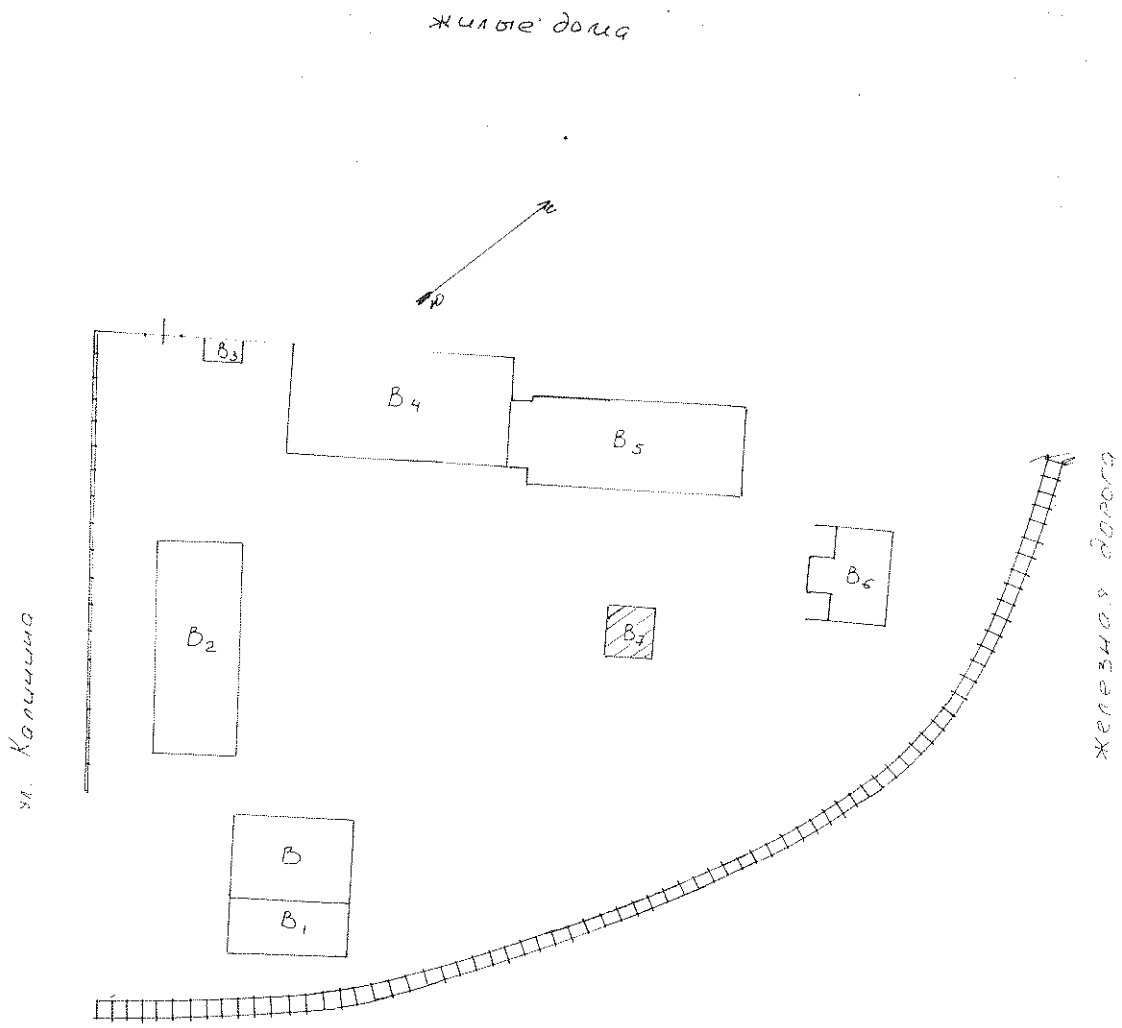 жилые дома
Ю
В3
В4
В5
В6
В2
В7
ул. Калинина
железная дорога
В
В1